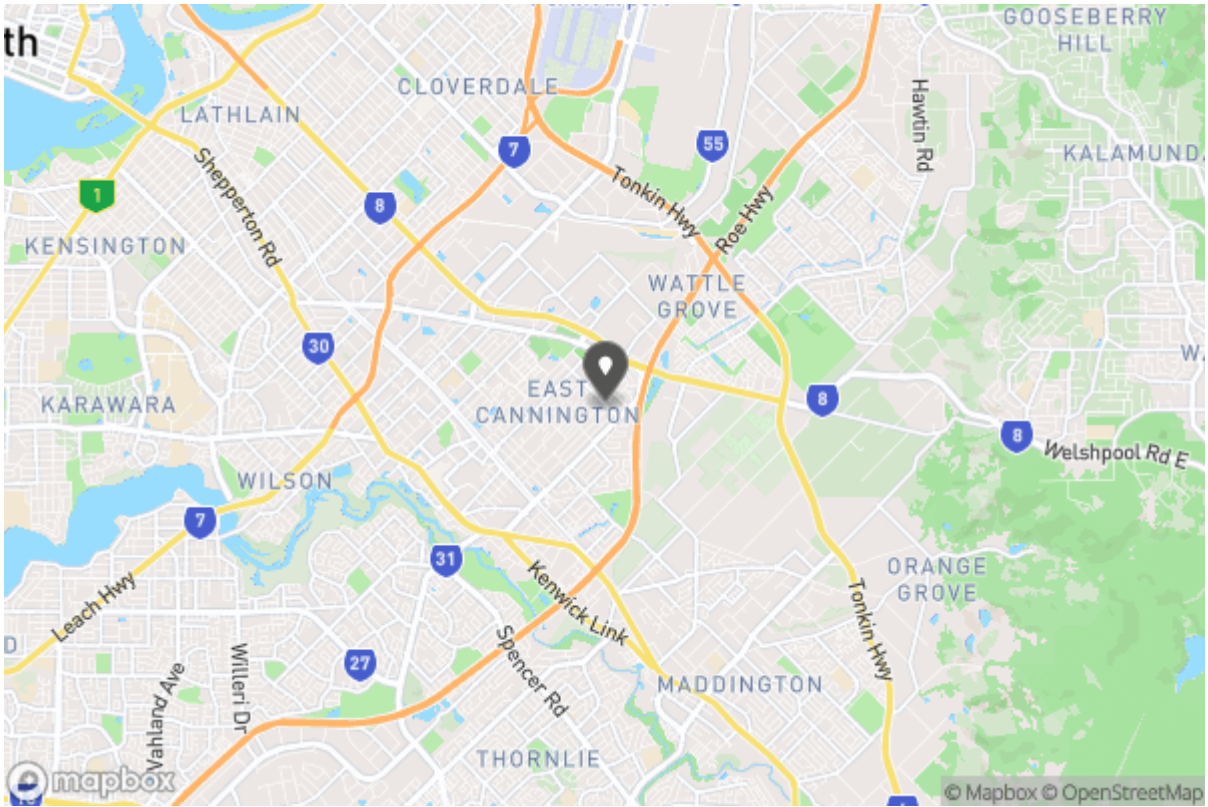 GOOSEBERRY
HILL
th
CLOVERDALE
LATHLAIN
Hawtin Rd
55
7
KALAMUNDA
1
8
Shepperton Rd
Tonkin Hwy
Roe Hwy
KENSINGTON
WATTLE
GROVE
30
EAST
CANNINGTON
KARAWARA
8
8
Welshpool Rd E
WILSON
7
31
ORANGE
GROVE
Kenwick Link
Leach Hwy
Tonkin Hwy
D
27
Spencer Rd
Willeri Dr
Vahland Ave
MADDINGTON
THORNLIE
mapbox
© Mapbox © OpenStreetMap